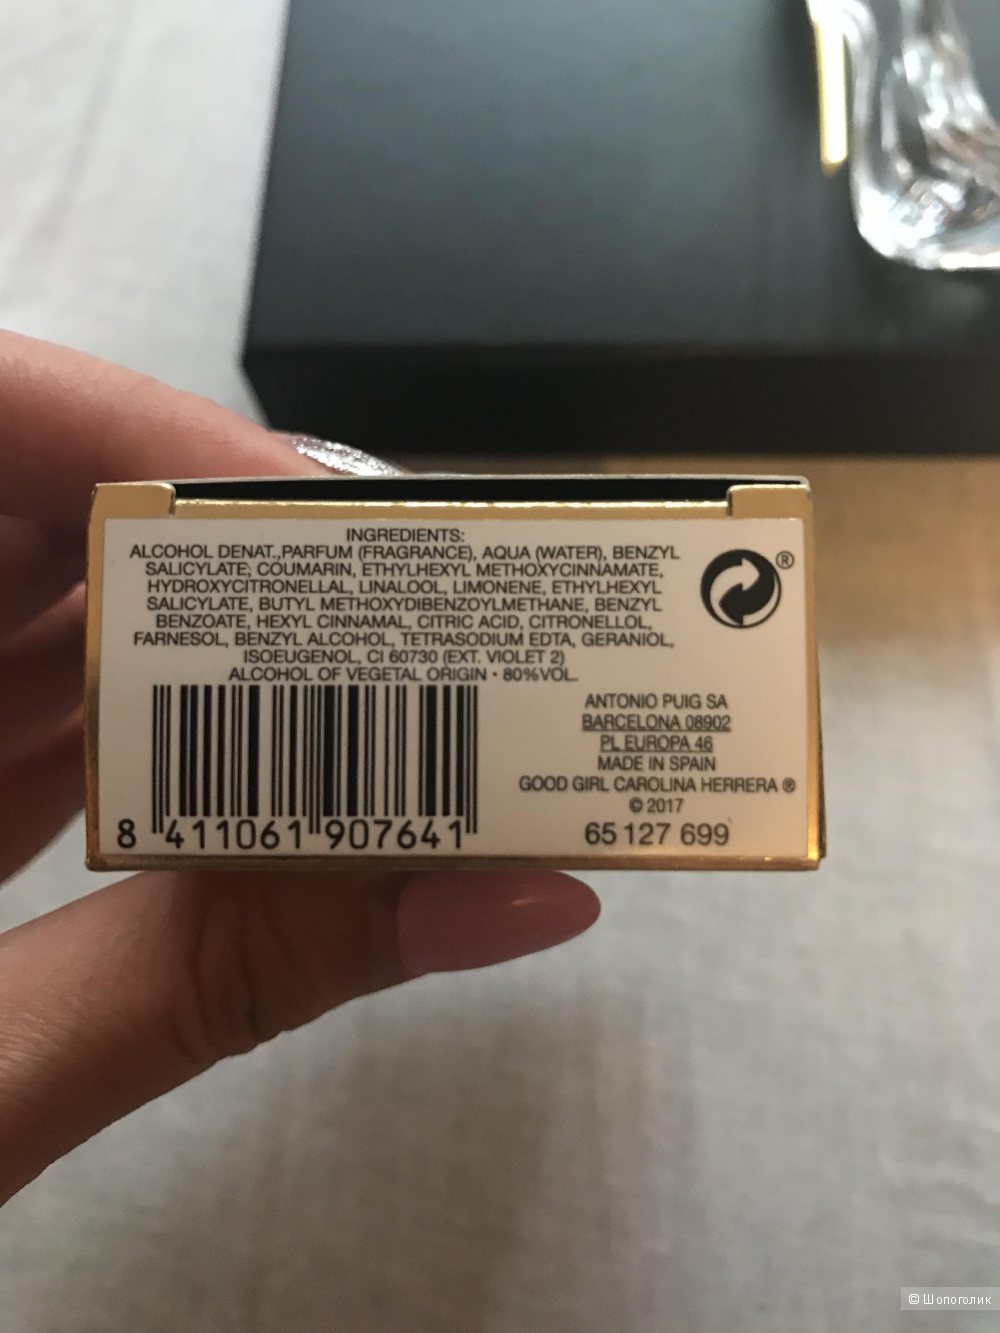 INGREDIENTS:
ALCOHOL DENAT.,PARFUM (FRAGRANCE), AQUA (WATER), BENZYL
SALICYLATE; COUMARIN, ETHYLHEXYL METHOXYCINNAMATE,
HYDROXYCITRONELLAL, LINALOOL, LIMONENE, ETHYLHEXYL
SALICYLATE, BUTYL METHOXYDIBENZOYLMETHANE, BENZYL
BENZOATE, HEXYL CINNAMAL, CITRIC ACID, CITRONELLOL,
FARNESOL, BENZYL ALCOHOL, TETRASODIUM EDTA, GERANIOL,
ISOEUGENOL, CI 60730 (EXT. VIOLET 2)
ALCOHOL OF VEGETAL ORIGIN • 80%VOL.
®
8 411061 907641
ANTONIO PUIG SA
BARCELONA 08902
PL EUROPA 46
MADE IN SPAIN
GOOD GIRL CAROLINA HERRERA ®
© 2017
65 127 699
© Шопоголик